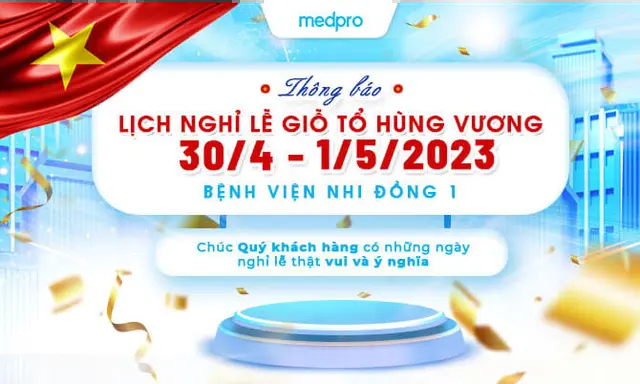 medpro
Thông báo
LỊCH NGHỈ LỄ GIỖ TỔ HÙNG VƯƠNG
30/4 - 1/5/2023
BỆNH VIỆN NHI ĐỒNG 1
Chúc Quý khách hàng có những ngày
nghỉ lễ thật vui và ý nghĩa